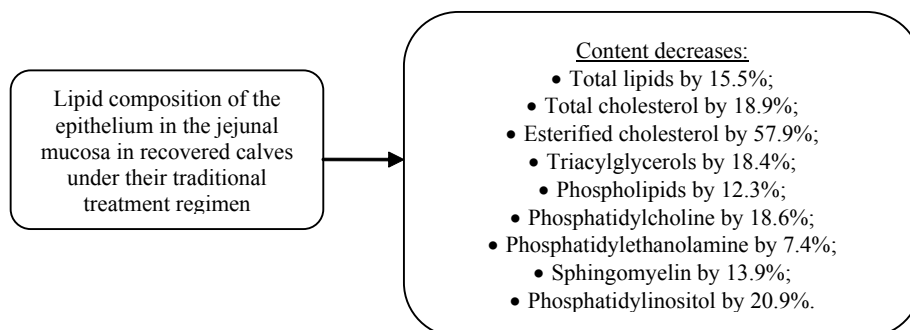 Lipid composition of the
epithelium in the jejunal
mucosa in recovered calves
under their traditional
treatment regimen
Content decreases:
• Total lipids by 15.5%;
• Total cholesterol by 18.9%;
• Esterified cholesterol by 57.9%;
• Triacylglycerols by 18.4%;
• Phospholipids by 12.3%;
• Phosphatidylcholine by 18.6%;
• Phosphatidylethanolamine by 7.4%;
• Sphingomyelin by 13.9%;
• Phosphatidylinositol by 20.9%.